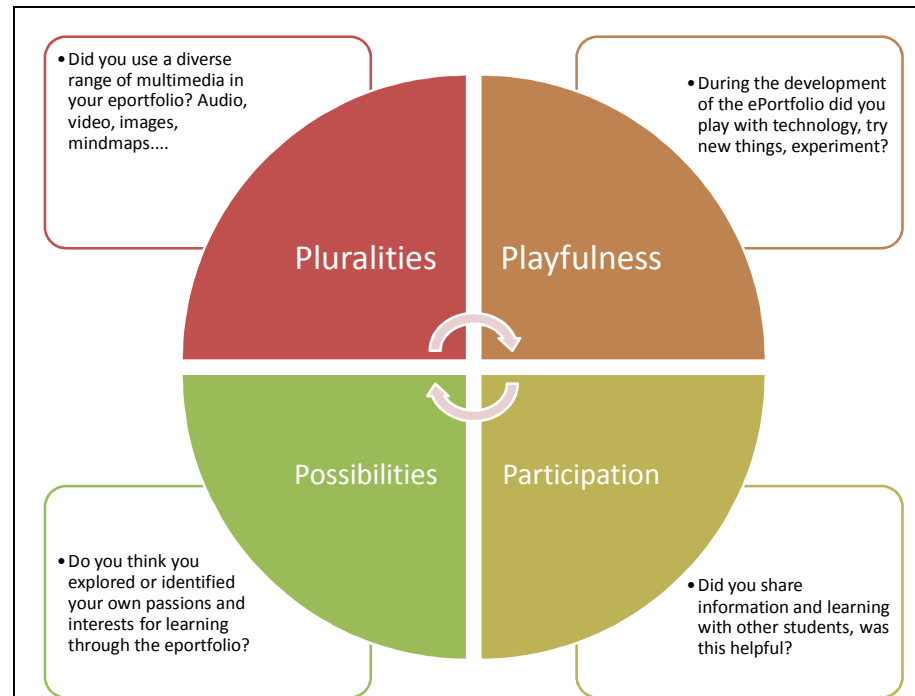 •Did you use a diverse
range of multimedia in
your eportfolio? Audio,
video, images,
mindmaps....
•During the development
of the ePortfolio did you
play with technology, try
new things, experiment?
Pluralities
Playfulness
Possibilities
Participation
•Do you think you
explored or identified
your own passions and
interests for learning
through the eportfolio?
•Did you share
information and learning
with other students, was
this helpful?